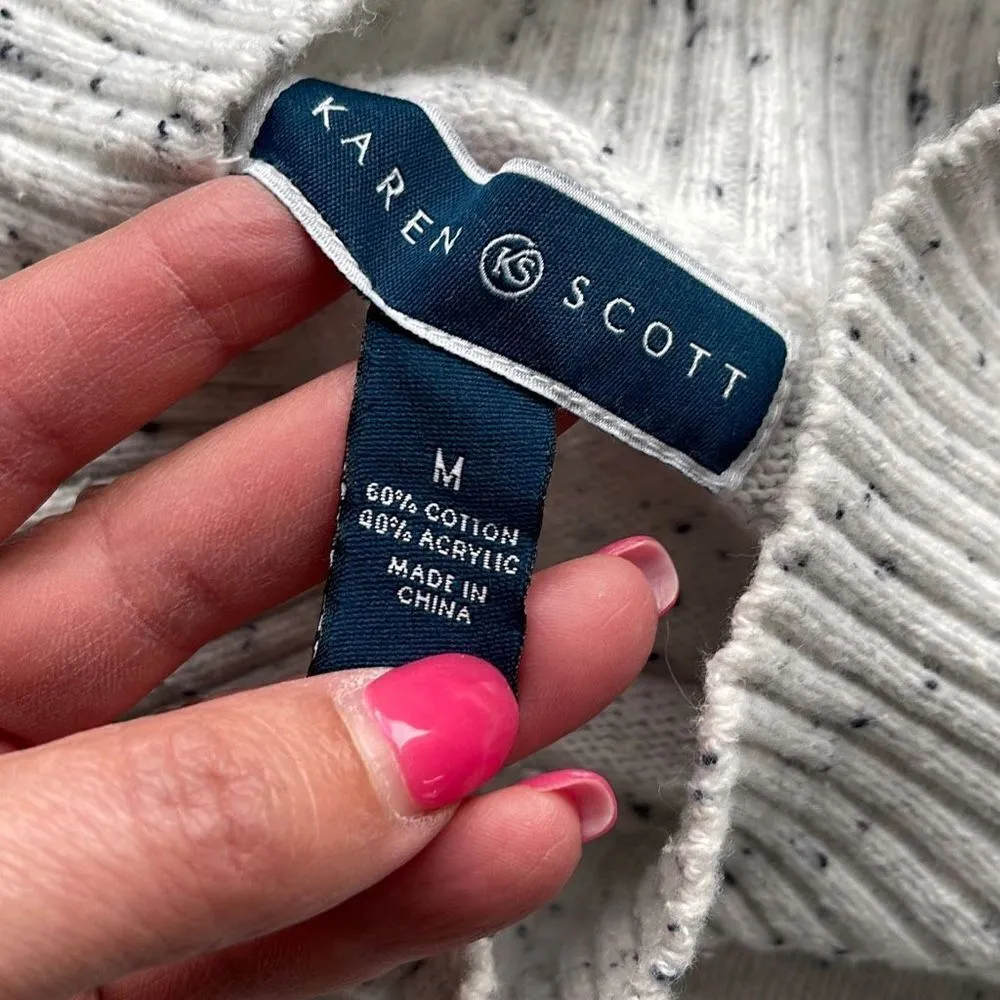 KAREN KS SCOTT
M
60% COTTON
40% ACRYLIC
MADE IN
CHINA